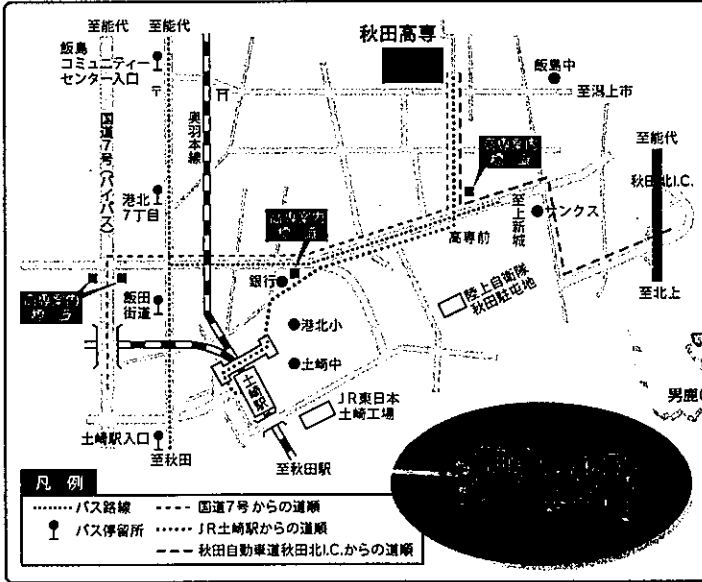 至能代
至能代
秋田高専
飯島
コミュニティー
センター入口
〒
飯島中
至潟上市
国道7号(バイパス)
奥羽本線
至能代
秋田北I.C.
港北
7丁目
至上新城
サンクス
高専前
銀行
飯田
街道
陸上自衛隊
秋田駐屯地
至北上
港北小
土崎中
土崎駅
JR東日本
土崎工場
男鹿
土崎駅入口
至秋田
至秋田駅
凡例
バス路線
国道7号からの道順
バス停留所
JR土崎駅からの道順
秋田自動車道秋田北I.C.からの道順